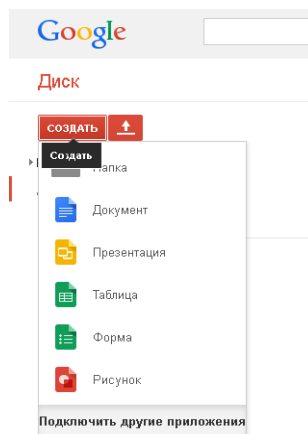 Google
Диск
СОЗДАТЬ
Создать
Папка
Документ
Презентация
Таблица
Форма
Рисунок
Подключить другие приложения